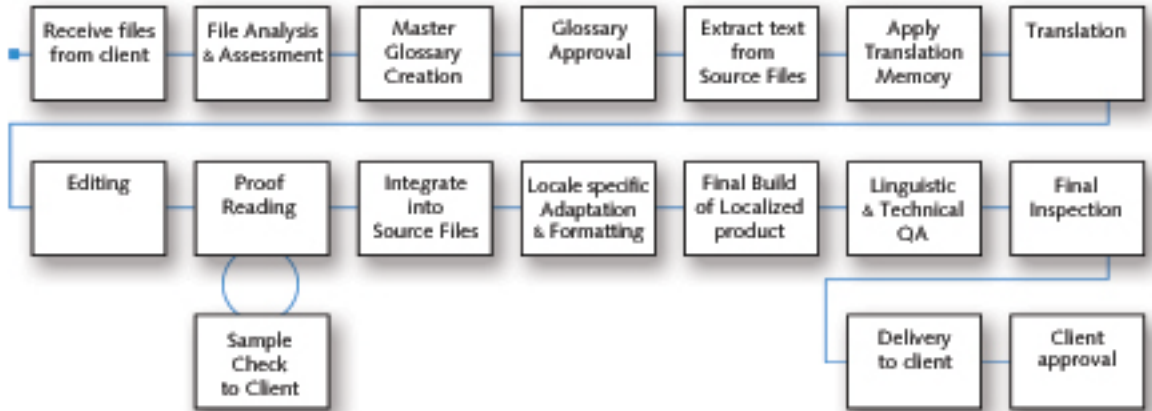 Receive files
from client
File Analysis
& Assessment
Master
Glossary
Creation
Glossary
Approval
Extract text
from
Source Files
Apply
Translation
Memory
Translation
Editing
Proof
Reading
Integrate
into
Source Files
Locale specific
Adaptation
& Formatting
Final Build
of Localized
product
Linguistic
& Technical
QA
Final
Inspection
Sample
Check
to Client
Delivery
to client
Client
approval